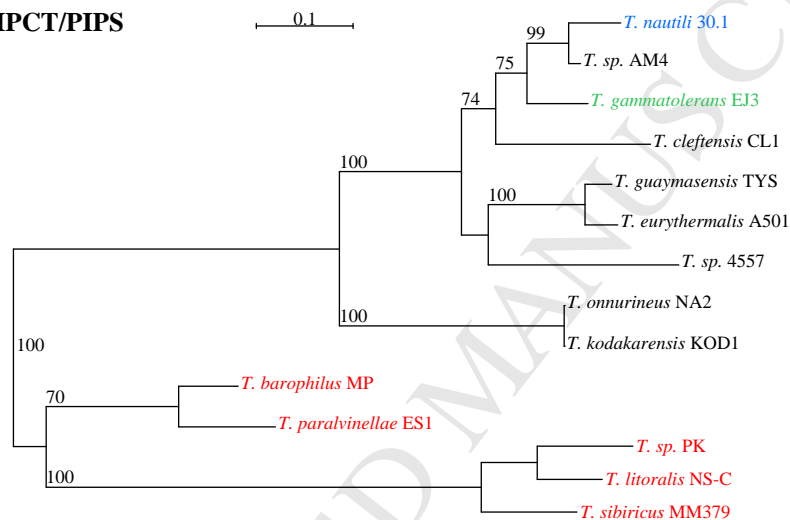 IPCT/PIPS
0.1
99
T. nautili 30.1
T. sp. AM4
75
T. gammatolerans EJ3
74
T. cleftensis CL1
100
T. guaymasensis TYS
100
T. eurythermalis A501
T. sp. 4557
T. onnurineus NA2
100
T. kodakarensis KOD1
100
T. barophilus MP
70
T. paralvinellae ES1
T. sp. PK
100
T. litoralis NS-C
T. sibiricus MM379
D MANUSC